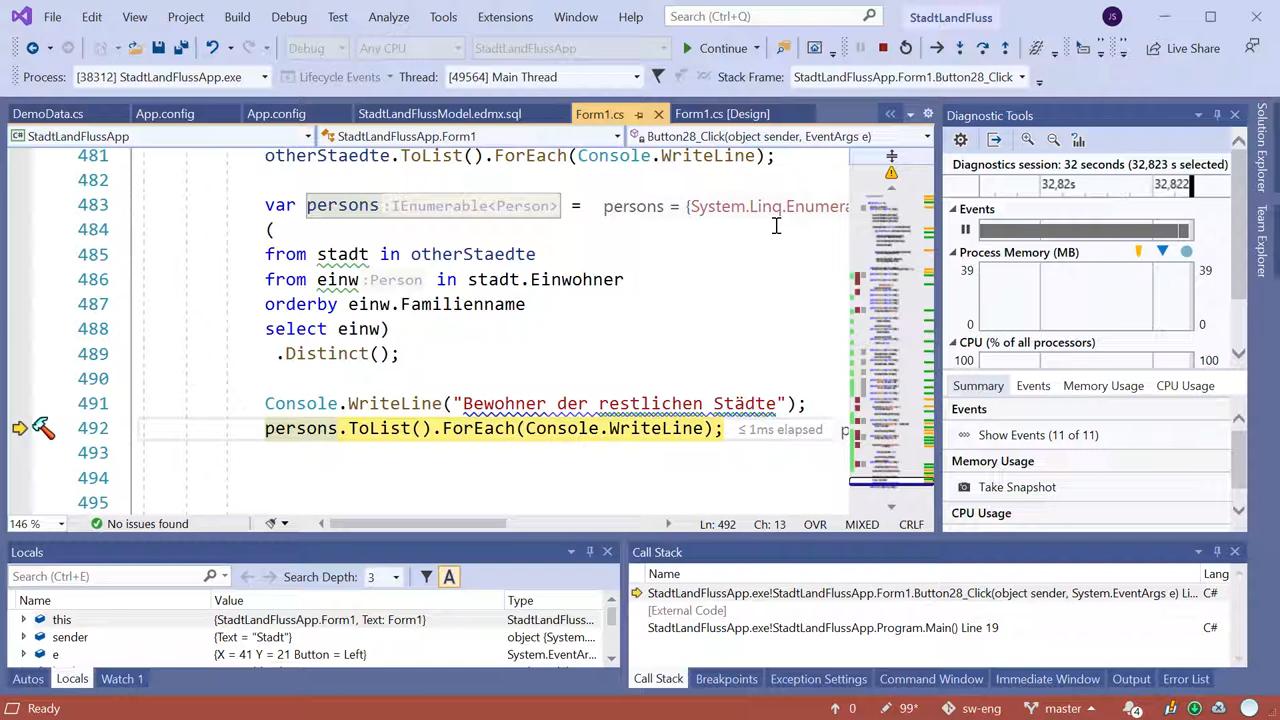 File Edit View Git Project Build Debug Test Analyze Tools Extensions Window Help Search (Ctrl+Q) StadtLandFluss JS
Debug Any CPU StadtLandFlussApp Continue Live Share
Process: [38312] StadtLandFlussApp.exe Lifecycle Events Thread: [49564] Main Thread Stack Frame: StadtLandFlussApp.Form1.Button28_Click
DemoData.cs App.config App.config StadtLandFlussModel.edmx.sql Form1.cs Form1.cs [Design]
StadtLandFlussApp StadtLandFlussApp.Form1 Button28_Click(object sender, EventArgs e)
481 otherStaedte.ToList().ForEach(Console.WriteLine);
482
483 var persons :IEnumerable<Person> = persons = {System.Linq.Enumera
484 (
485 from stadt in otherStaedte
486 from einw :Person in stadt.Einwohner
487 orderby einw.Familienname
488 select einw)
489 .Distinct();
490
491 Console.WriteLine("Bewohner der restlichen Städte");
492 persons.ToList().ForEach(Console.WriteLine); ≤ 1ms elapsed
493
494
495
146 % No issues found Ln: 492 Ch: 13 OVR MIXED CRLF
Diagnostic Tools
Diagnostics session: 32 seconds (32,823 s selected)
32,82s 32,822
Events
Process Memory (MB)
39 39
0 0
CPU (% of all processors)
100 100
Summary Events Memory Usage CPU Usage
Events
Show Events (1 of 11)
Memory Usage
Take Snapshot
CPU Usage
Solution Explorer
Team Explorer
Locals
Search (Ctrl+E) Search Depth: 3 A
Name Value Type
this {StadtLandFlussApp.Form1, Text: Form1} StadtLandFluss...
sender {Text = "Stadt"} object {System....
e {X = 41 Y = 21 Button = Left} System.EventAr...
Autos Locals Watch 1
Call Stack
Name Lang
StadtLandFlussApp.exe!StadtLandFlussApp.Form1.Button28_Click(object sender, System.EventArgs e) Li... C#
[External Code]
StadtLandFlussApp.exe!StadtLandFlussApp.Program.Main() Line 19 C#
Call Stack Breakpoints Exception Settings Command Window Immediate Window Output Error List
Ready 0 99* sw-eng master 4